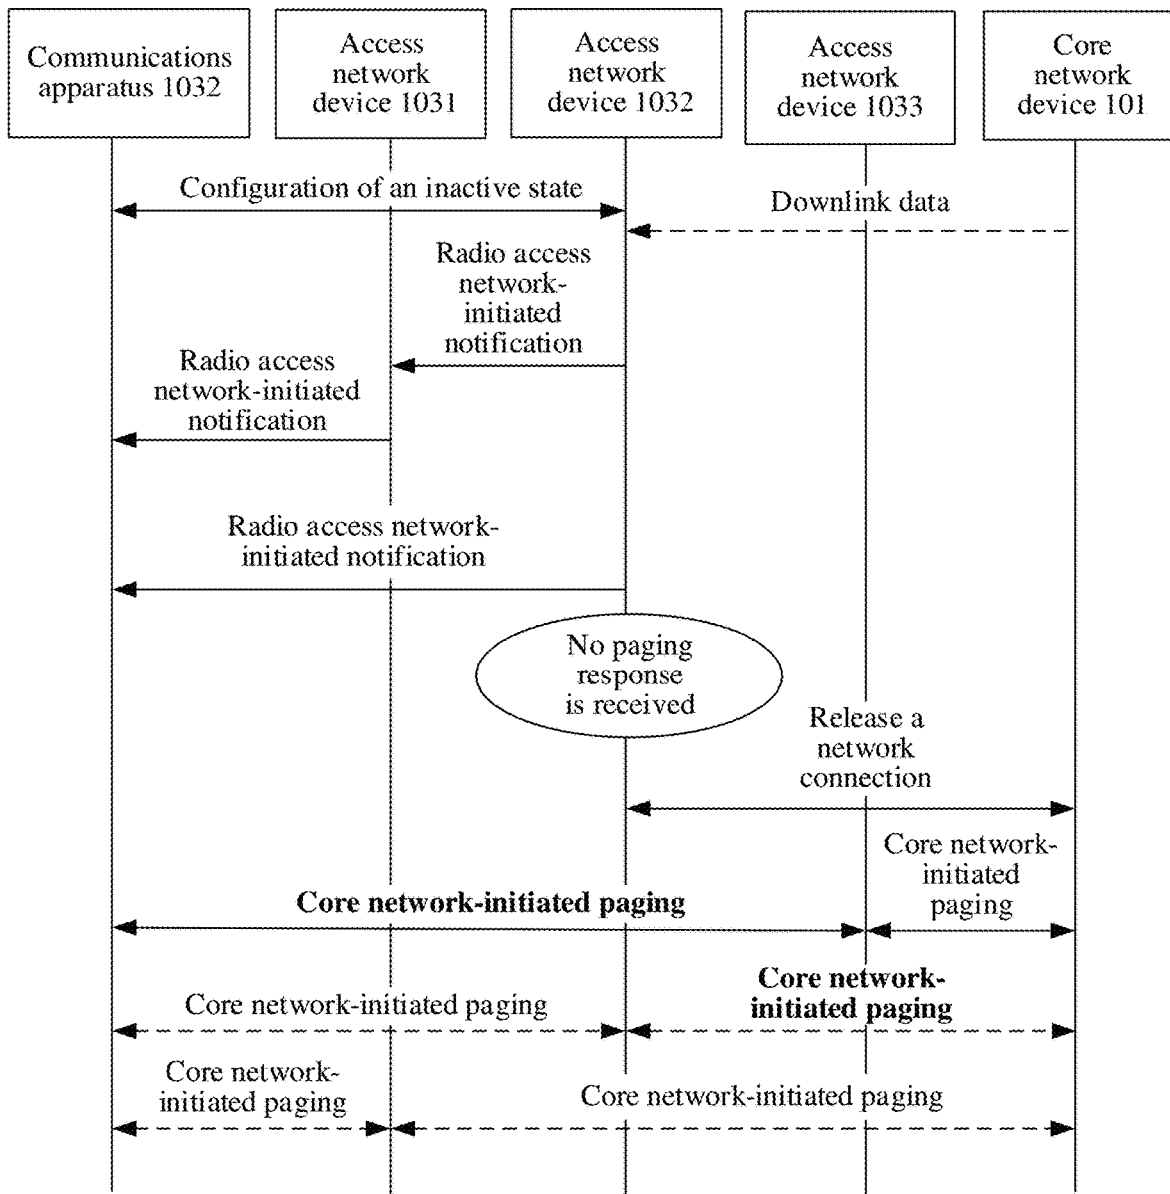 Communications
apparatus 1032
Access
network
device 1031
Access
network
device 1032
Access
network
device 1033
Core
network
device 101
Configuration of an inactive state
Downlink data
Radio access
network-
initiated
notification
Radio access
network-initiated
notification
Radio access network-
initiated notification
No paging
response
is received
Release a
network
connection
Core network-
initiated
paging
Core network-initiated paging
Core network-initiated paging
Core network-
initiated paging
Core network-
initiated paging
Core network-initiated paging